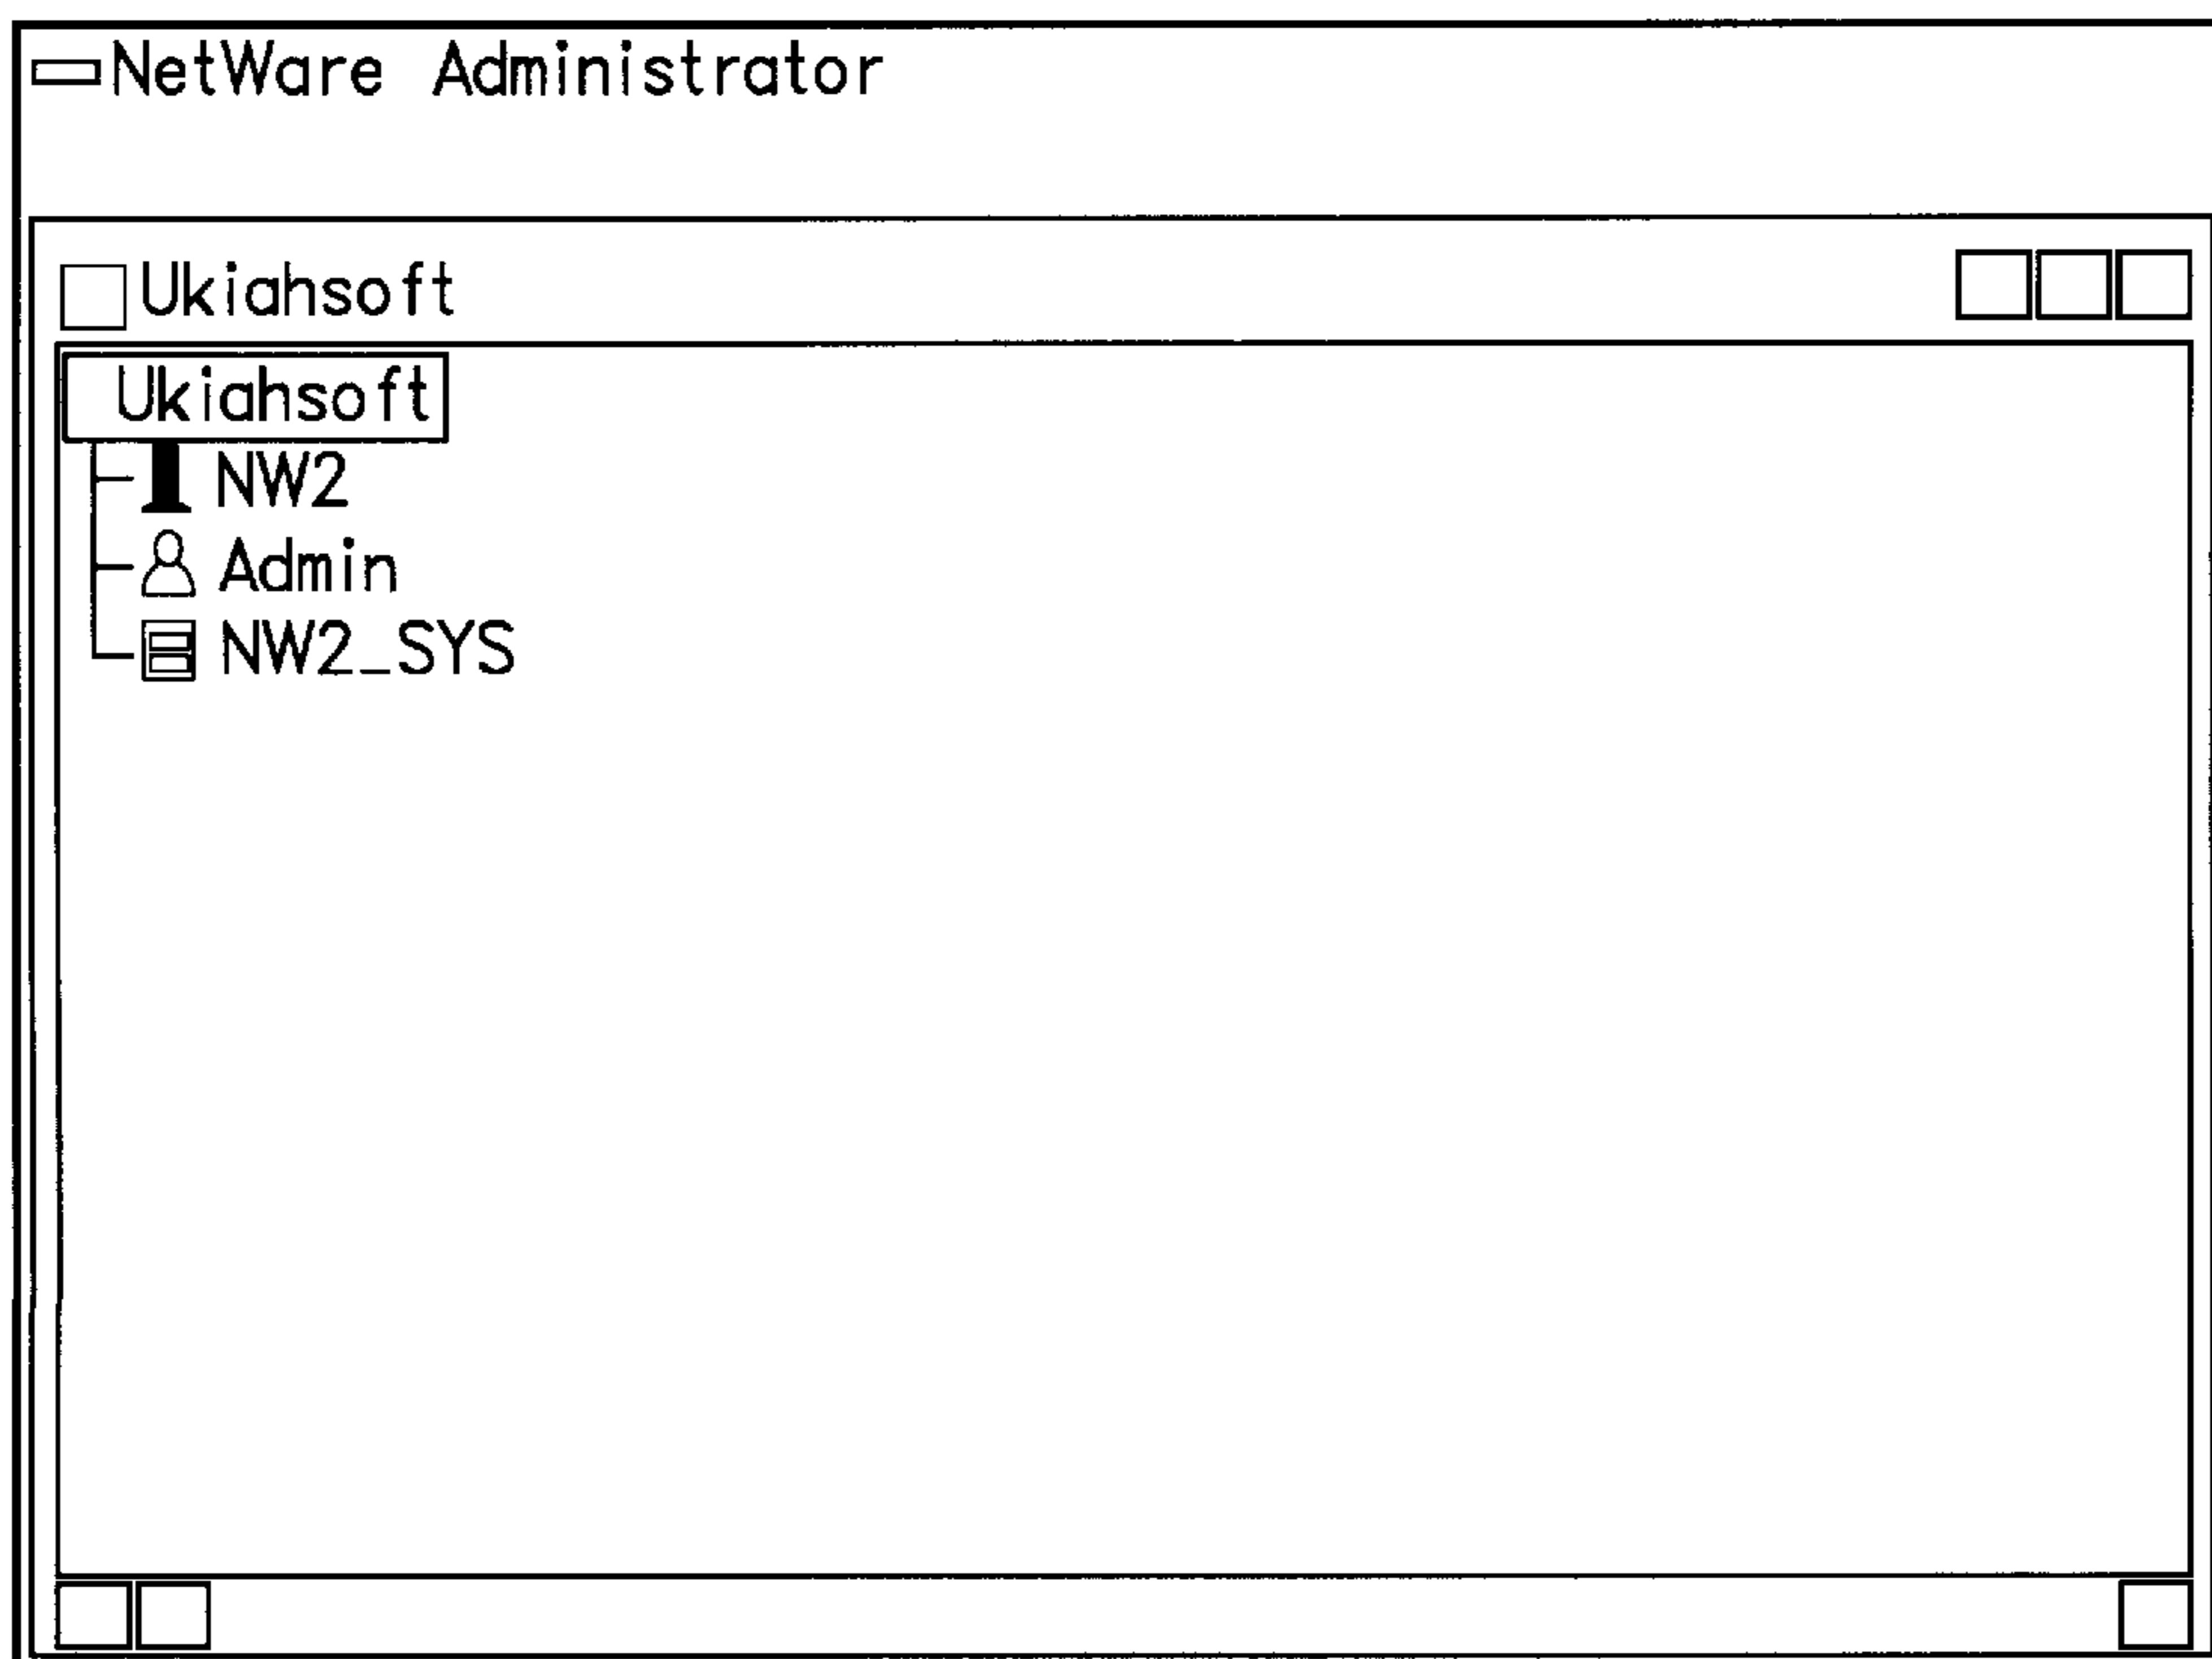 NetWare Administrator
Ukiahsoft
Ukiahsoft
NW2
Admin
NW2_SYS